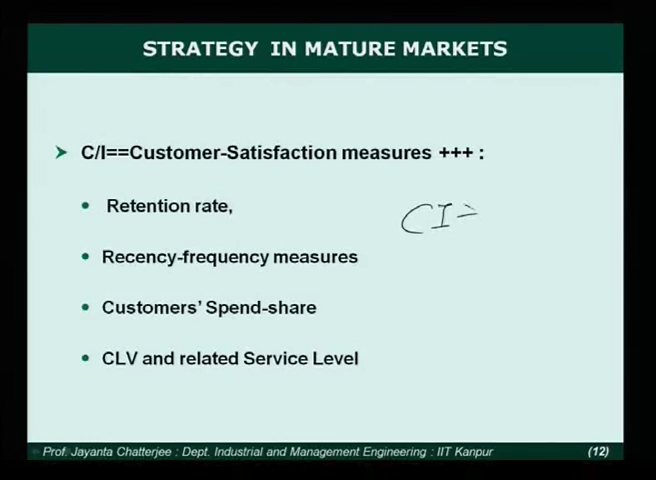 STRATEGY IN MATURE MARKETS
C/I==Customer-Satisfaction measures +++ :
Retention rate,
CI=
Recency-frequency measures
Customers' Spend-share
CLV and related Service Level
Prof. Jayanta Chatterjee : Dept. Industrial and Management Engineering : IIT Kanpur (12)